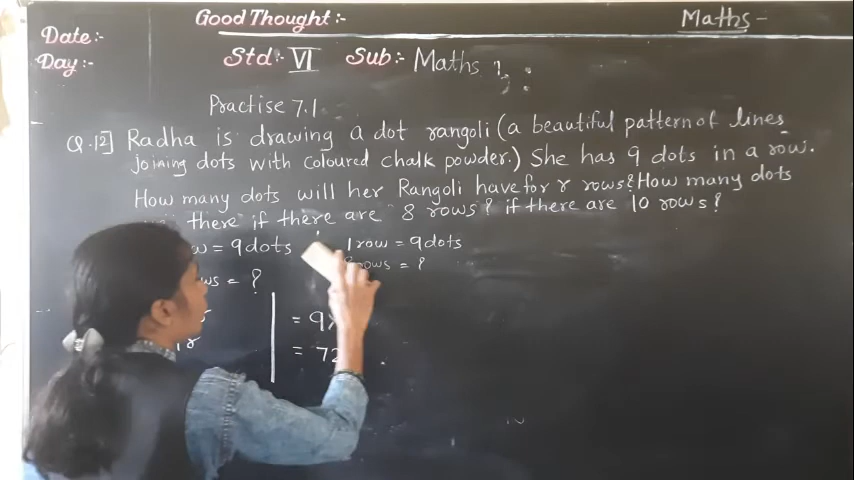 Good Thought :-
Maths -
Date:-
Day:-
Std:- VI Sub:- Maths
Practise 7.1
Q.12] Radha is drawing a dot rangoli (a beautiful pattern of lines
joining dots with coloured chalk powder.) She has 9 dots in a row.
How many dots will her Rangoli have for r rows? How many dots
there if there are 8 rows? if there are 10 rows?
= 9 dots
1 row = 9 dots
rows = ?
= ?
= 9
= 72